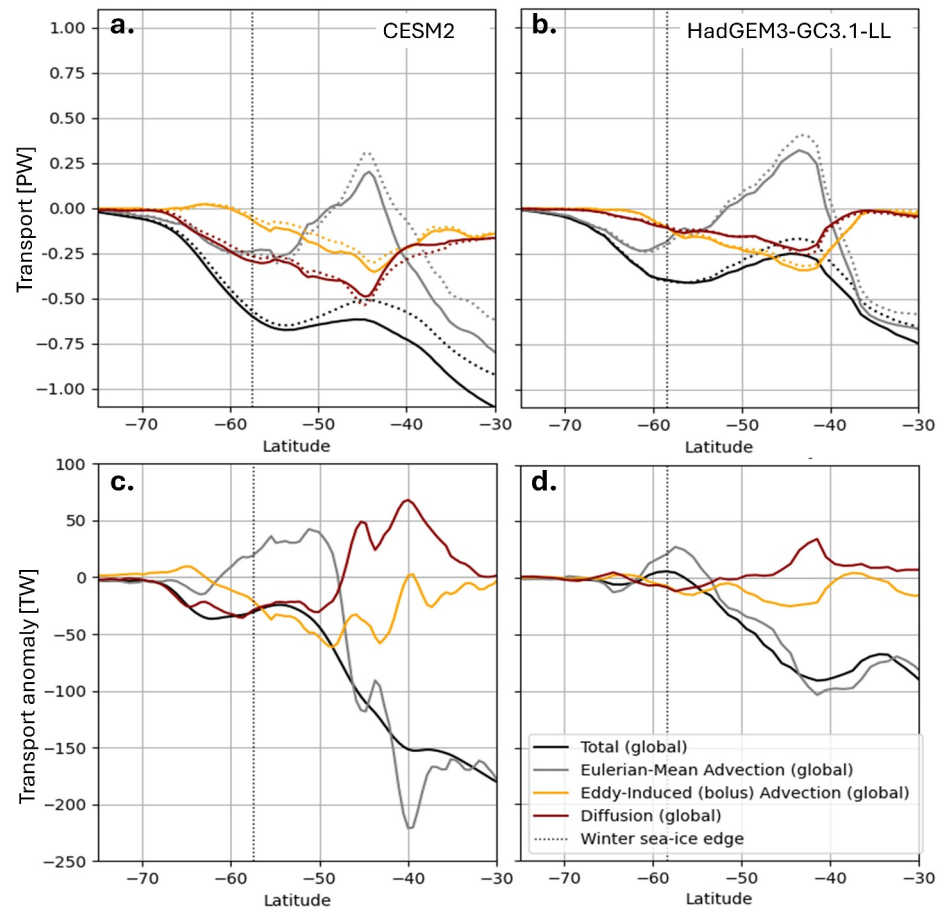 a.
CESM2
b.
HadGEM3-GC3.1-LL
Transport [PW]
1.00
0.75
0.50
0.25
0.00
−0.25
−0.50
−0.75
−1.00
−70
−60
−50
−40
−30
Latitude
−70
−60
−50
−40
−30
Latitude
c.
d.
Transport anomaly [TW]
100
50
0
−50
−100
−150
−200
−250
−70
−60
−50
−40
−30
Latitude
Total (global)
Eulerian-Mean Advection (global)
Eddy-Induced (bolus) Advection (global)
Diffusion (global)
Winter sea-ice edge
−70
−60
−50
−40
−30
Latitude